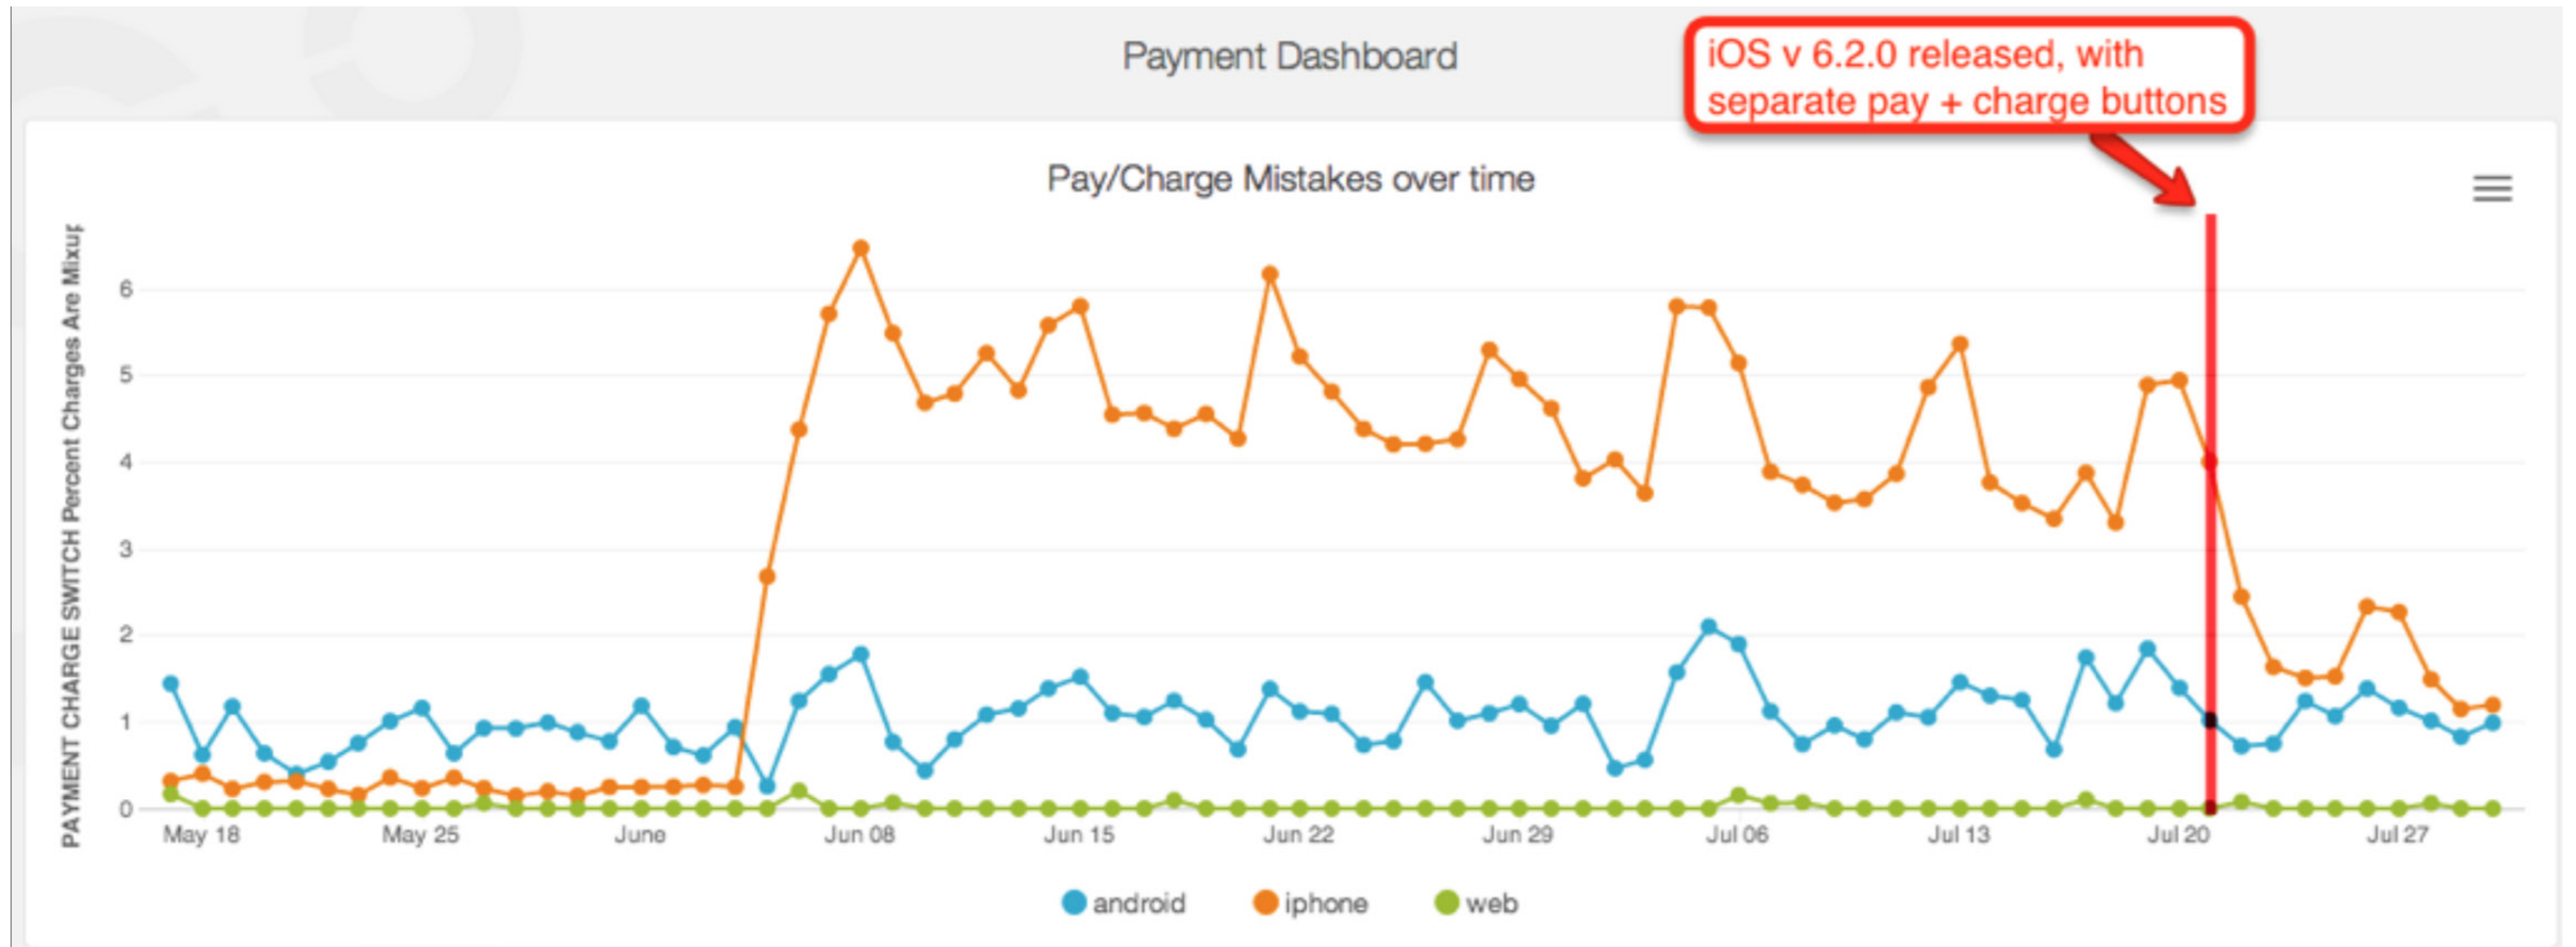 Payment Dashboard
iOS v 6.2.0 released, with
separate pay + charge buttons
Pay/Charge Mistakes over time
PAYMENT CHARGE SWITCH Percent Charges Are Mixup
6
5
4
3
2
1
0
May 18 May 25 June Jun 08 Jun 15 Jun 22 Jun 29 Jul 06 Jul 13 Jul 20 Jul 27
android iphone web